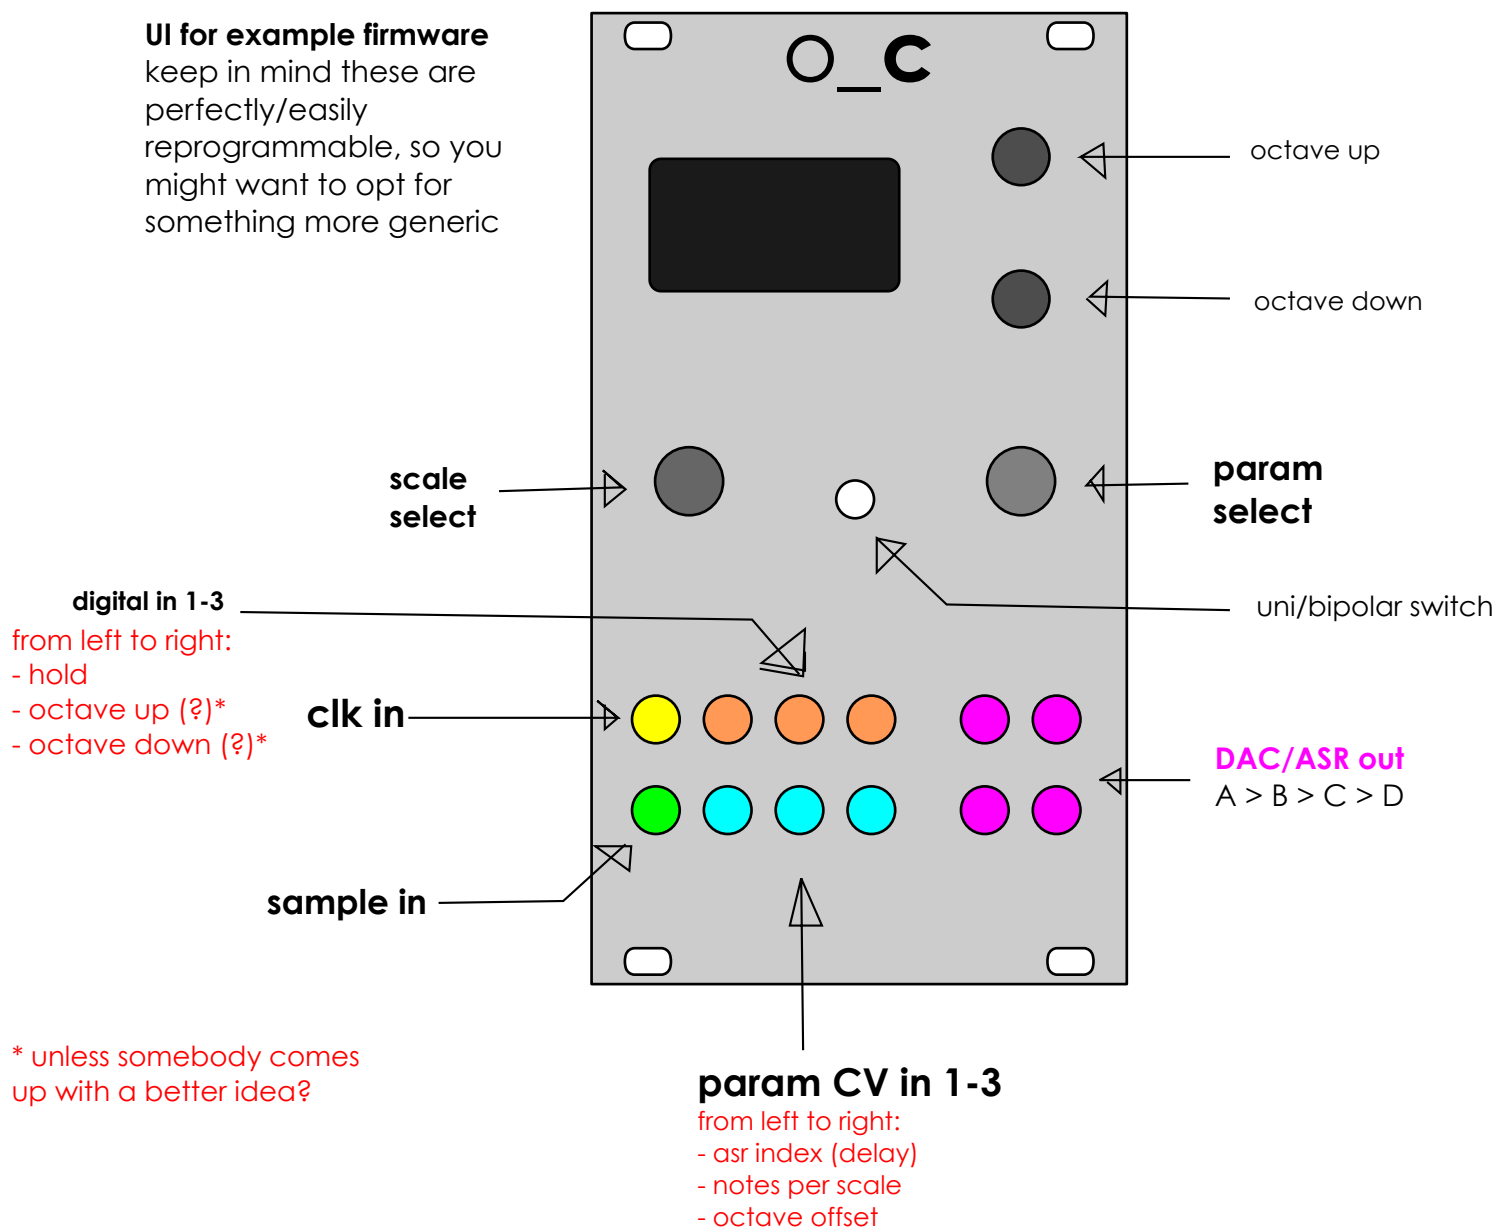 UI for example firmware
keep in mind these are
perfectly/easily
reprogrammable, so you
might want to opt for
something more generic
O_C
octave up
octave down
scale
select
param
select
uni/bipolar switch
digital in 1-3
from left to right:
- hold
- octave up (?)*
- octave down (?)*
clk in
DAC/ASR out
A > B > C > D
sample in
* unless somebody comes
up with a better idea?
param CV in 1-3
from left to right:
- asr index (delay)
- notes per scale
- octave offset